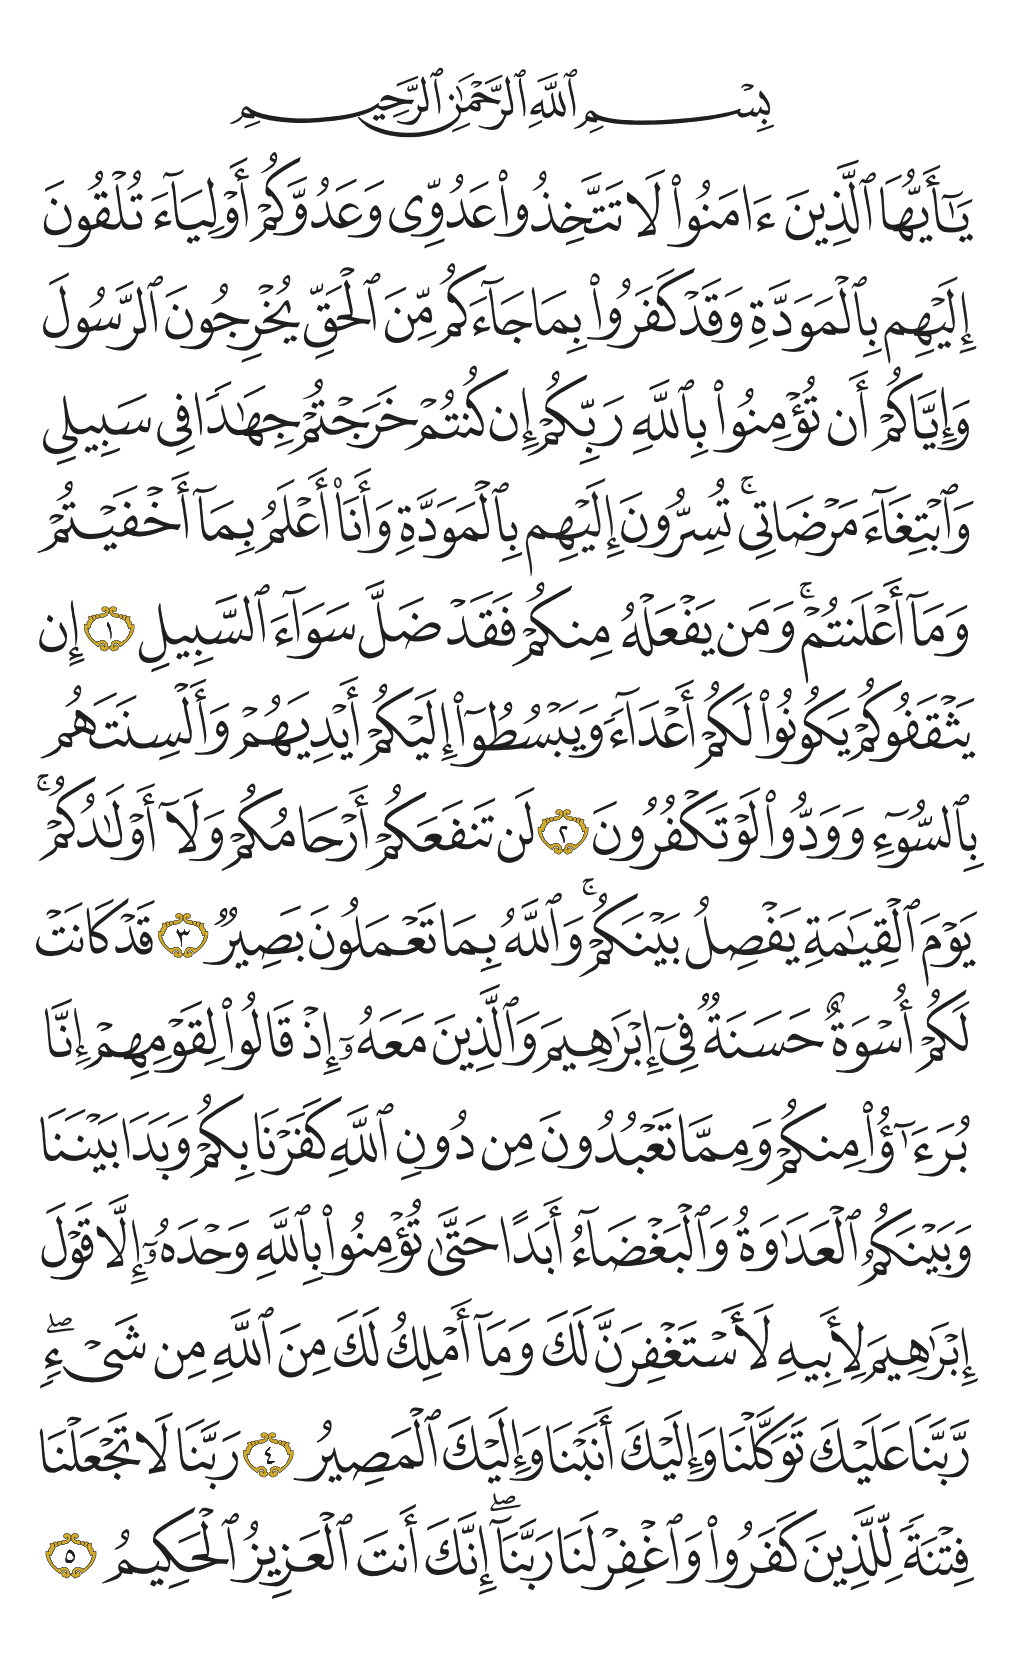 بِسْمِ ٱللَّهِ ٱلرَّحْمَٰنِ ٱلرَّحِيمِ
يَٰٓأَيُّهَا ٱلَّذِينَ ءَامَنُوا۟ لَا تَتَّخِذُوا۟ عَدُوِّى وَعَدُوَّكُمْ أَوْلِيَآءَ تُلْقُونَ
إِلَيْهِم بِٱلْمَوَدَّةِ وَقَدْ كَفَرُوا۟ بِمَا جَآءَكُم مِّنَ ٱلْحَقِّ يُخْرِجُونَ ٱلرَّسُولَ
وَإِيَّاكُمْ أَن تُؤْمِنُوا۟ بِٱللَّهِ رَبِّكُمْ إِن كُنتُمْ خَرَجْتُمْ جِهَٰدًا فِى سَبِيلِى
وَٱبْتِغَآءَ مَرْضَاتِى ۚ تُسِرُّونَ إِلَيْهِم بِٱلْمَوَدَّةِ وَأَنَا۠ أَعْلَمُ بِمَآ أَخْفَيْتُمْ
وَمَآ أَعْلَنتُمْ ۚ وَمَن يَفْعَلْهُ مِنكُمْ فَقَدْ ضَلَّ سَوَآءَ ٱلسَّبِيلِ ١ إِن
يَثْقَفُوكُمْ يَكُونُوا۟ لَكُمْ أَعْدَآءً وَيَبْسُطُوٓا۟ إِلَيْكُمْ أَيْدِيَهُمْ وَأَلْسِنَتَهُم
بِٱلسُّوٓءِ وَوَدُّوا۟ لَوْ تَكْفُرُونَ ٢ لَن تَنفَعَكُمْ أَرْحَامُكُمْ وَلَآ أَوْلَٰدُكُمْ ۚ
يَوْمَ ٱلْقِيَٰمَةِ يَفْصِلُ بَيْنَكُمْ ۚ وَٱللَّهُ بِمَا تَعْمَلُونَ بَصِيرٌ ٣ قَدْ كَانَتْ
لَكُمْ أُسْوَةٌ حَسَنَةٌ فِىٓ إِبْرَٰهِيمَ وَٱلَّذِينَ مَعَهُۥٓ إِذْ قَالُوا۟ لِقَوْمِهِمْ إِنَّا
بُرَءَٰٓؤُا۟ مِنكُمْ وَمِمَّا تَعْبُدُونَ مِن دُونِ ٱللَّهِ كَفَرْنَا بِكُمْ وَبَدَا بَيْنَنَا
وَبَيْنَكُمُ ٱلْعَدَٰوَةُ وَٱلْبَغْضَآءُ أَبَدًا حَتَّىٰ تُؤْمِنُوا۟ بِٱللَّهِ وَحْدَهُۥٓ إِلَّا قَوْلَ
إِبْرَٰهِيمَ لِأَبِيهِ لَأَسْتَغْفِرَنَّ لَكَ وَمَآ أَمْلِكُ لَكَ مِنَ ٱللَّهِ مِن شَىْءٍ ۖ
رَّبَّنَا عَلَيْكَ تَوَكَّلْنَا وَإِلَيْكَ أَنَبْنَا وَإِلَيْكَ ٱلْمَصِيرُ ٤ رَبَّنَا لَا تَجْعَلْنَا
فِتْنَةً لِّلَّذِينَ كَفَرُوا۟ وَٱغْفِرْ لَنَا رَبَّنَآ ۖ إِنَّكَ أَنتَ ٱلْعَزِيزُ ٱلْحَكِيمُ ٥